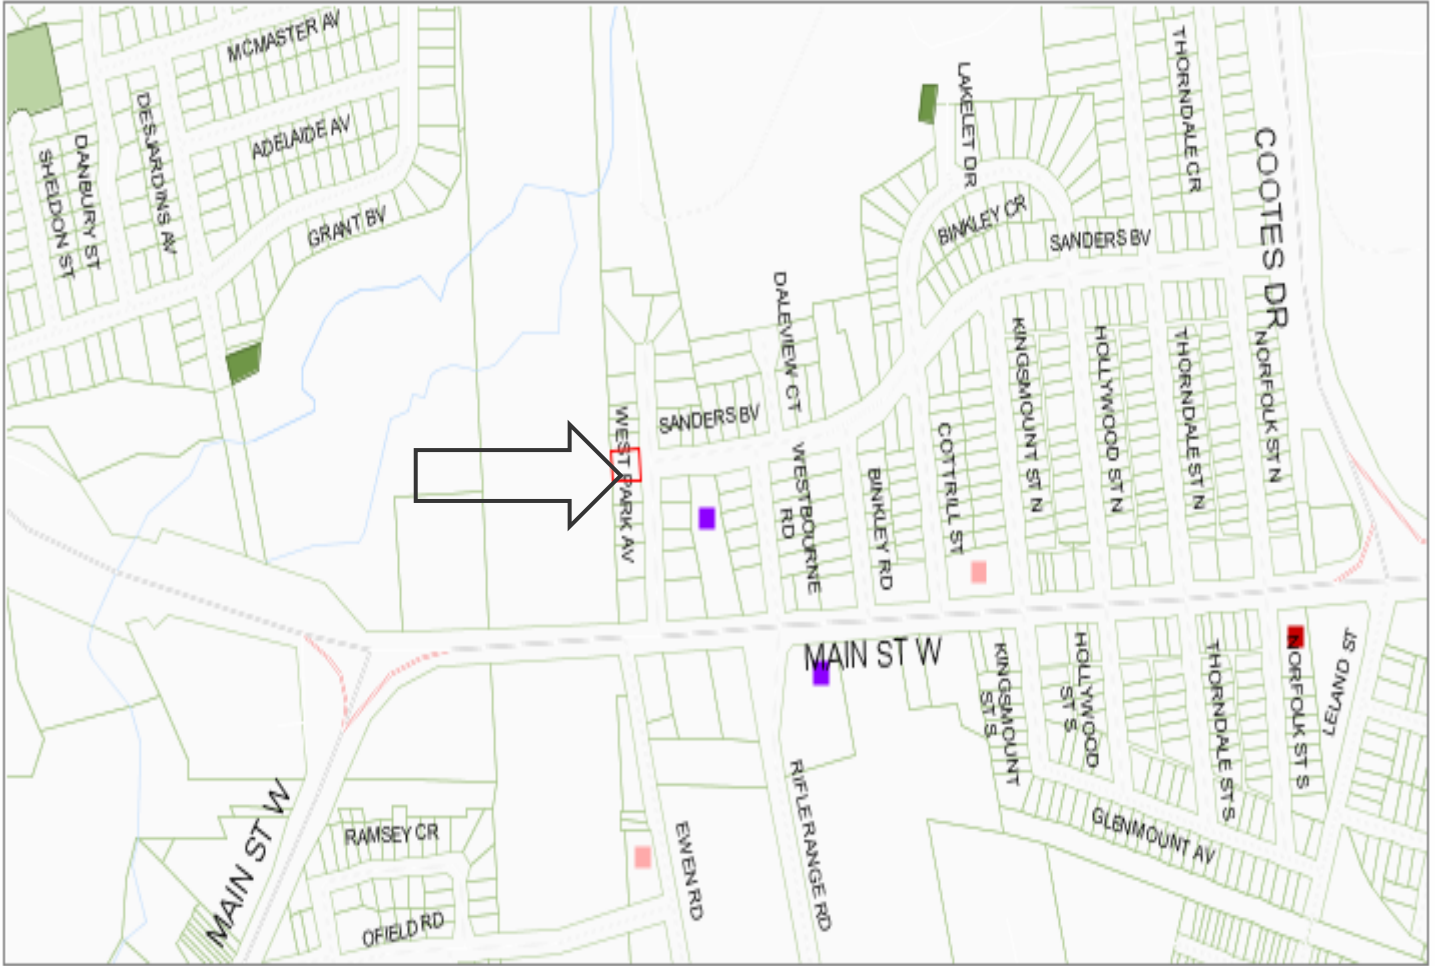 MCMASTER AV
THORNDALE CR
LAKELET DR
DESJARDINS AV
ADELAIDE AV
DANBURY ST
SHELDON ST
COOTES DR
GRANT BV
BINKLEY CR
SANDERS BV
DALEVIEW CT
KINGSMOUNT ST N
HOLLYWOOD ST N
THORNDALE ST N
NORFOLK ST N
WEST PARK AV
SANDERS BV
COTTRILL ST
WESTBOURNE
RD
BINKLEY RD
MAIN ST W
KINGSMOUNT
ST S
HOLLYWOOD
ST S
THORNDALE ST S
NORFOLK ST S
LELAND ST
MAIN ST W
RIFLE RANGE RD
RAMSEY CR
EWEN RD
GLENMOUNT AV
OFIELD RD